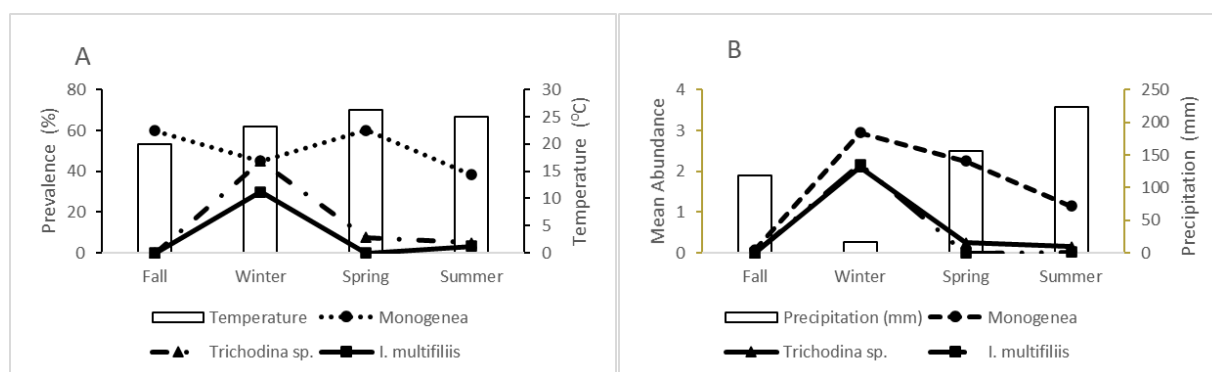 A
Prevalence (%)
80
60
40
20
0
Temperature (°C)
30
25
20
15
10
5
0
Fall Winter Spring Summer
Temperature Monogenea
Trichodina sp. I. multifiliis
B
Mean Abundance
4
3
2
1
0
Precipitation (mm)
250
200
150
100
50
0
Fall Winter Spring Summer
Precipitation (mm) Monogenea
Trichodina sp. I. multifiliis